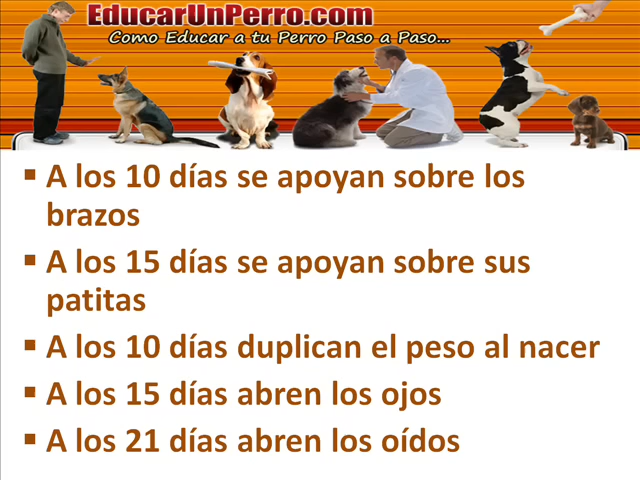 EducarUnPerro.com
Como Educar a tu Perro Paso a Paso...
▪ A los 10 días se apoyan sobre los
brazos
▪ A los 15 días se apoyan sobre sus
patitas
▪ A los 10 días duplican el peso al nacer
▪ A los 15 días abren los ojos
▪ A los 21 días abren los oídos